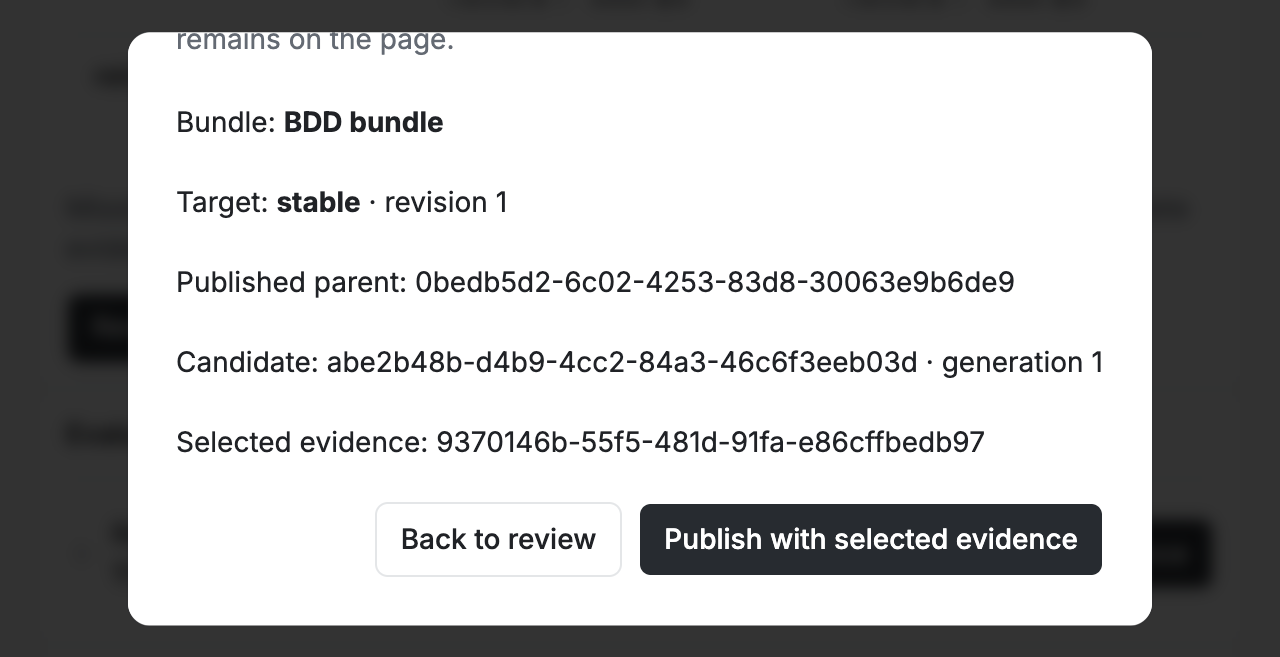 remains on the page.
Bundle: BDD bundle
Target: stable · revision 1
Published parent: 0bedb5d2-6c02-4253-83d8-30063e9b6de9
Candidate: abe2b48b-d4b9-4cc2-84a3-46c6f3eeb03d · generation 1
Selected evidence: 9370146b-55f5-481d-91fa-e86cffbedb97
Back to review
Publish with selected evidence